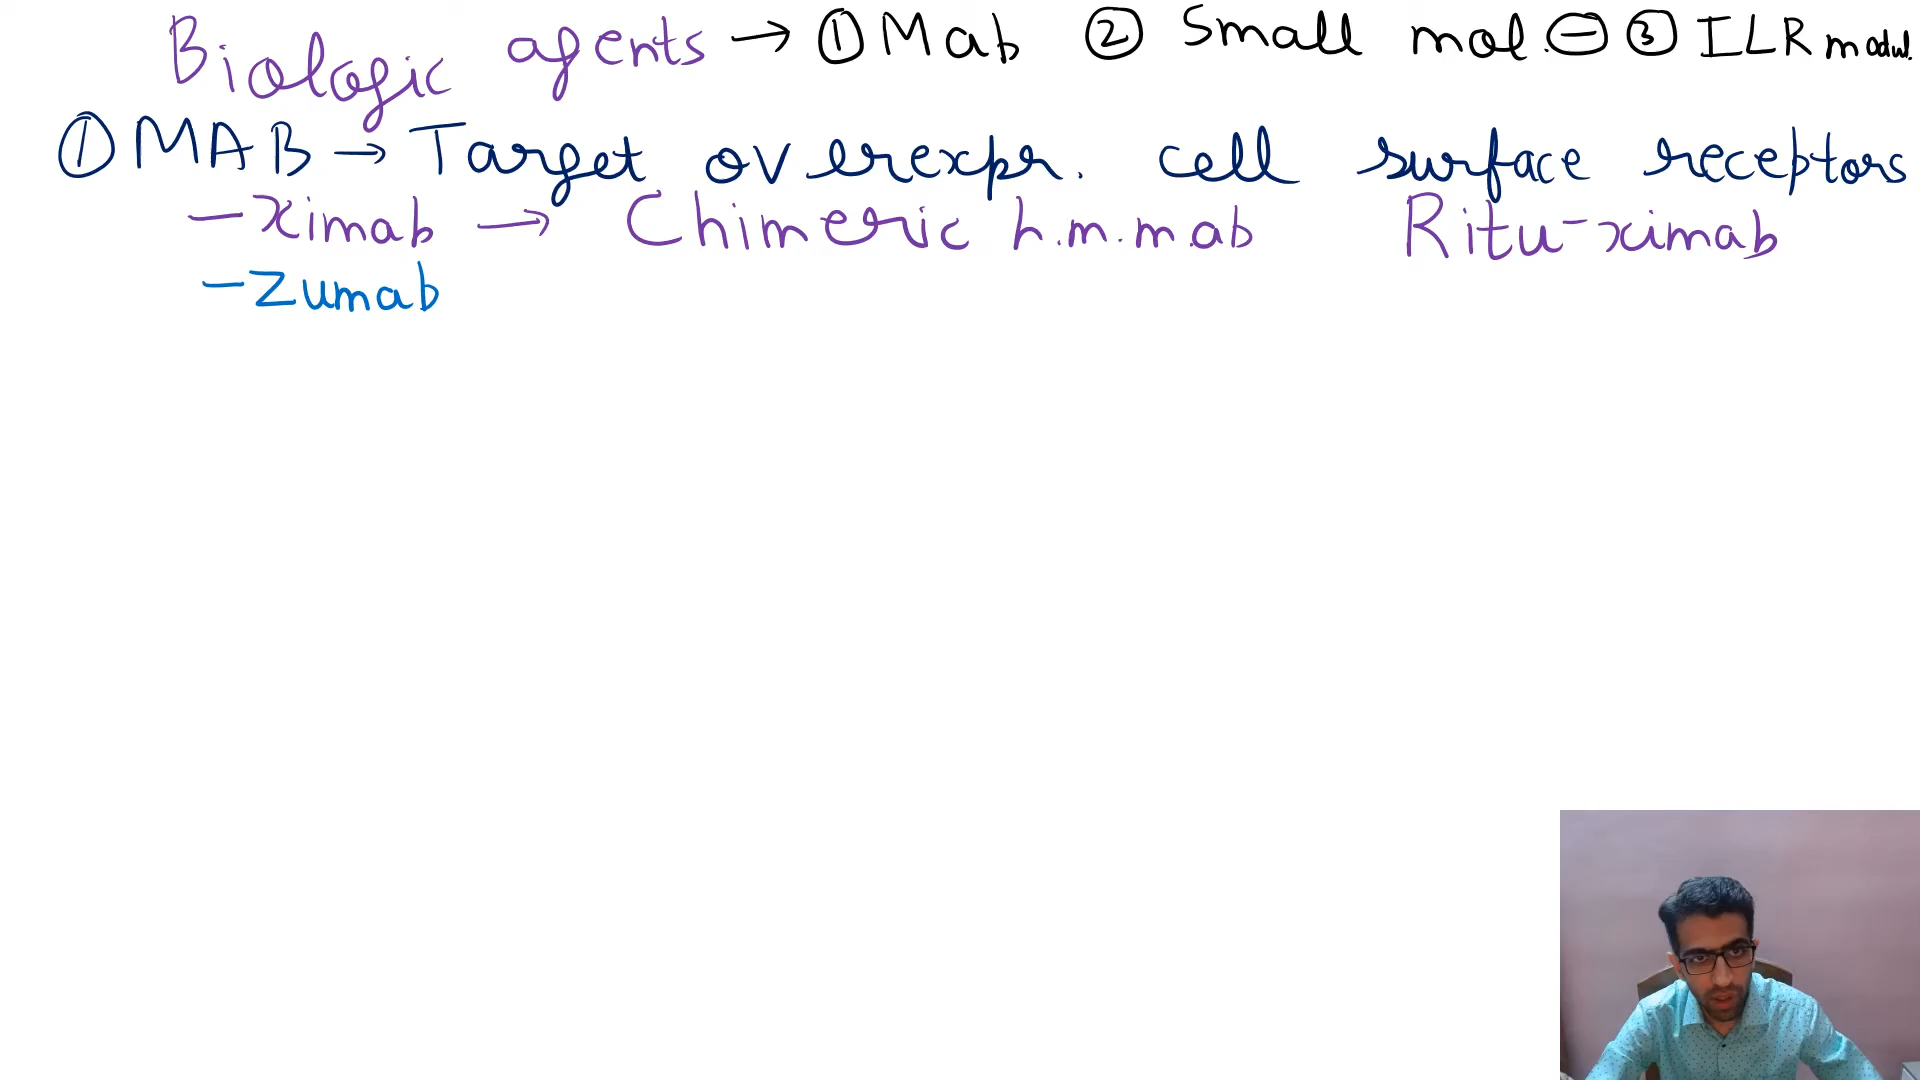 Biologic agents → ① Mab ② Small mol. ⊖ ③ ILR modul.
① MAB → Target overexpr. cell surface receptors
-ximab → Chimeric h.m.m.ab Ritu-ximab
-zumab